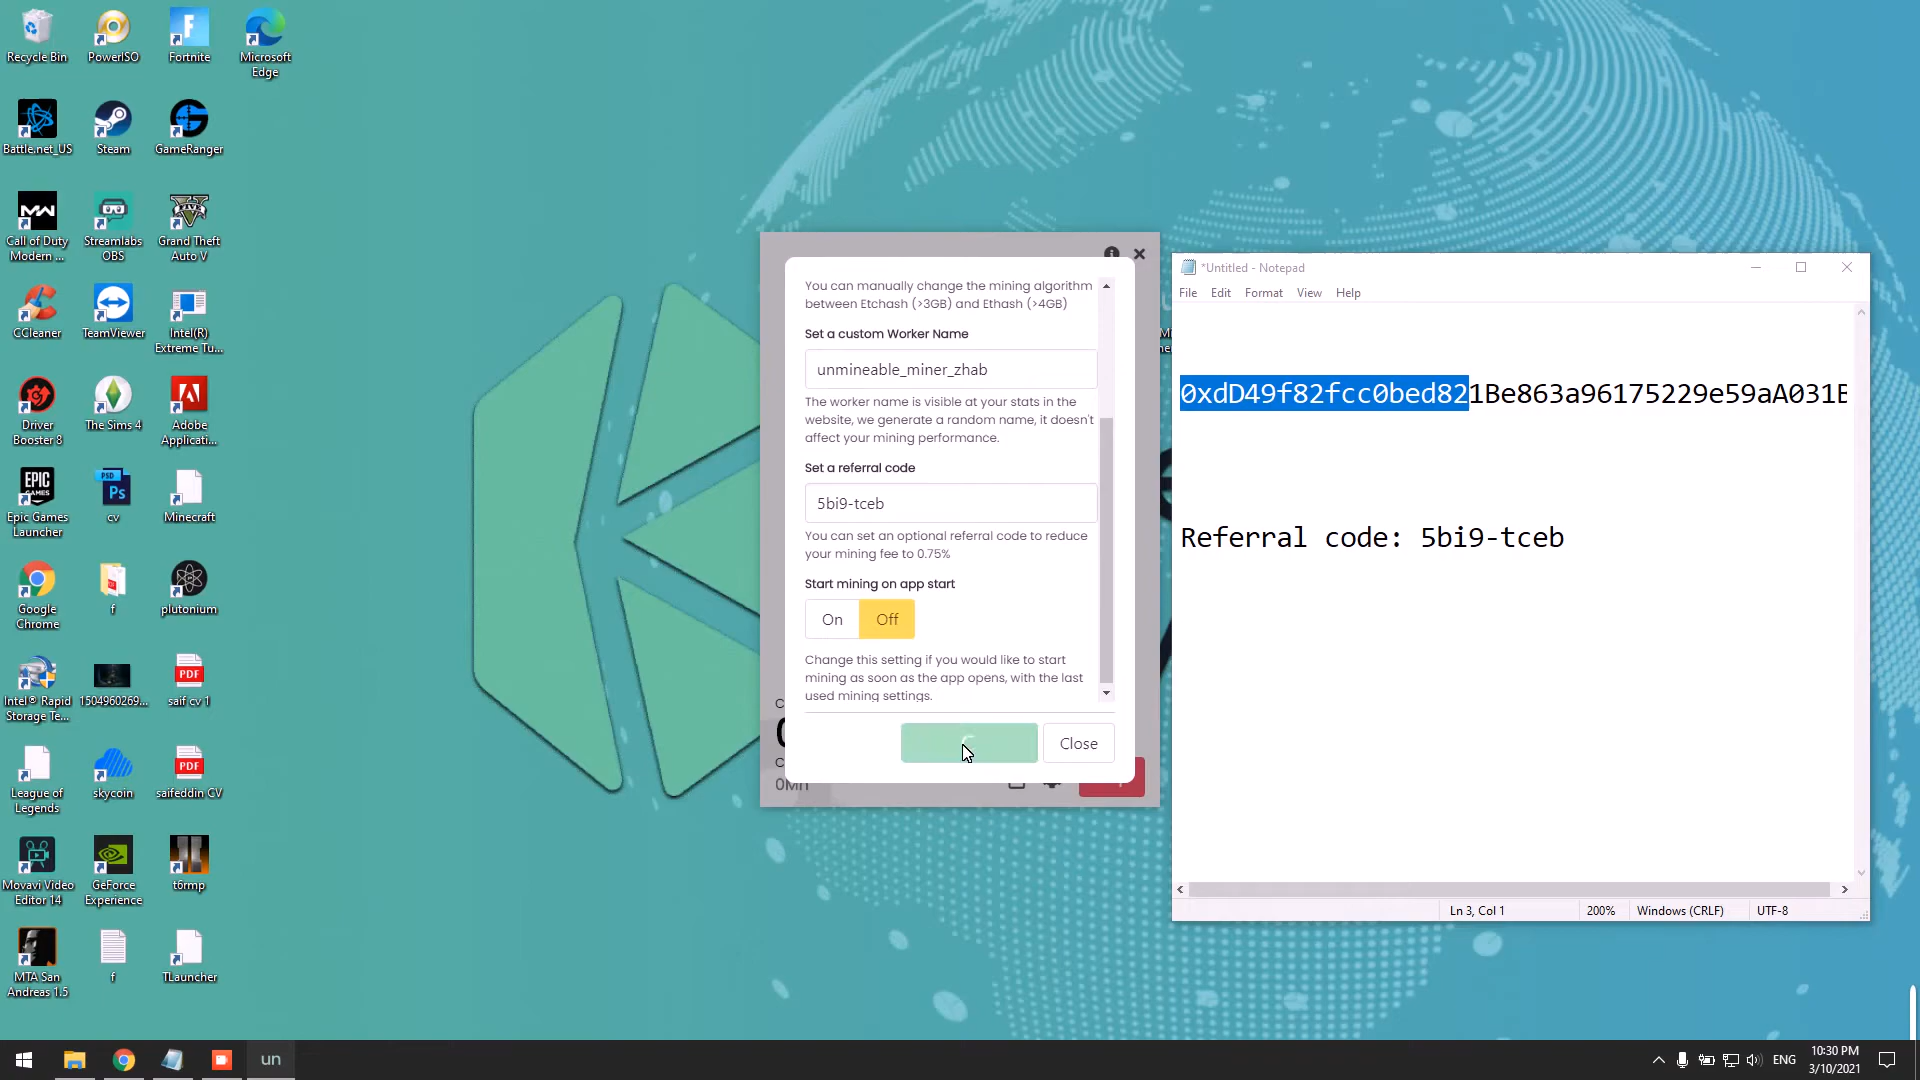 Recycle Bin
PowerISO
Fortnite
Microsoft
Edge
Battle.net_US
Steam
GameRanger
Call of Duty
Modern ...
Streamlabs
OBS
Grand Theft
Auto V
CCleaner
TeamViewer
Intel(R)
Extreme Tu...
Driver
Booster 8
The Sims 4
Adobe
Applicati...
Epic Games
Launcher
cv
Minecraft
Google
Chrome
f
plutonium
Intel® Rapid
Storage Te...
1504960269...
saif cv 1
League of
Legends
skycoin
saifeddin CV
Movavi Video
Editor 14
GeForce
Experience
t6rmp
MTA San
Andreas 1.5
f
TLauncher
You can manually change the mining algorithm
between Etchash (>3GB) and Ethash (>4GB)
Set a custom Worker Name
unmineable_miner_zhab
The worker name is visible at your stats in the
website, we generate a random name, it doesn't
affect your mining performance.
Set a referral code
5bi9-tceb
You can set an optional referral code to reduce
your mining fee to 0.75%
Start mining on app start
On
Off
Change this setting if you would like to start
mining as soon as the app opens, with the last
used mining settings.
Close
*Untitled - Notepad
File Edit Format View Help
0xdD49f82fcc0bed821Be863a96175229e59aA031B
Referral code: 5bi9-tceb
Ln 3, Col 1
200%
Windows (CRLF)
UTF-8
un
ENG
10:30 PM
3/10/2021